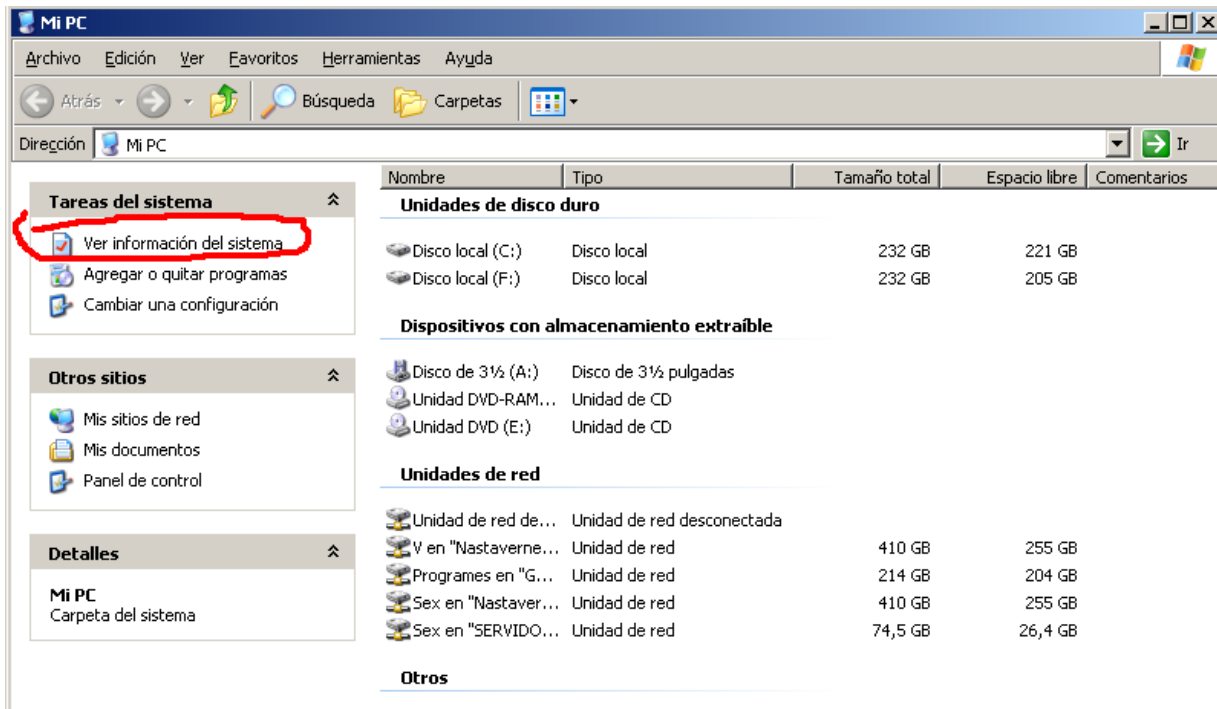 Mi PC
Archivo Edición Ver Favoritos Herramientas Ayuda
Atrás Búsqueda Carpetas
Dirección Mi PC Ir
Nombre Tipo Tamaño total Espacio libre Comentarios
Tareas del sistema
Ver información del sistema
Agregar o quitar programas
Cambiar una configuración
Otros sitios
Mis sitios de red
Mis documentos
Panel de control
Detalles
Mi PC
Carpeta del sistema
Unidades de disco duro
Disco local (C:) Disco local 232 GB 221 GB
Disco local (F:) Disco local 232 GB 205 GB
Dispositivos con almacenamiento extraíble
Disco de 3½ (A:) Disco de 3½ pulgadas
Unidad DVD-RAM... Unidad de CD
Unidad DVD (E:) Unidad de CD
Unidades de red
Unidad de red de... Unidad de red desconectada
V en "Nastaverne... Unidad de red 410 GB 255 GB
Programes en "G... Unidad de red 214 GB 204 GB
Sex en "Nastaver... Unidad de red 410 GB 255 GB
Sex en "SERVIDO... Unidad de red 74,5 GB 26,4 GB
Otros